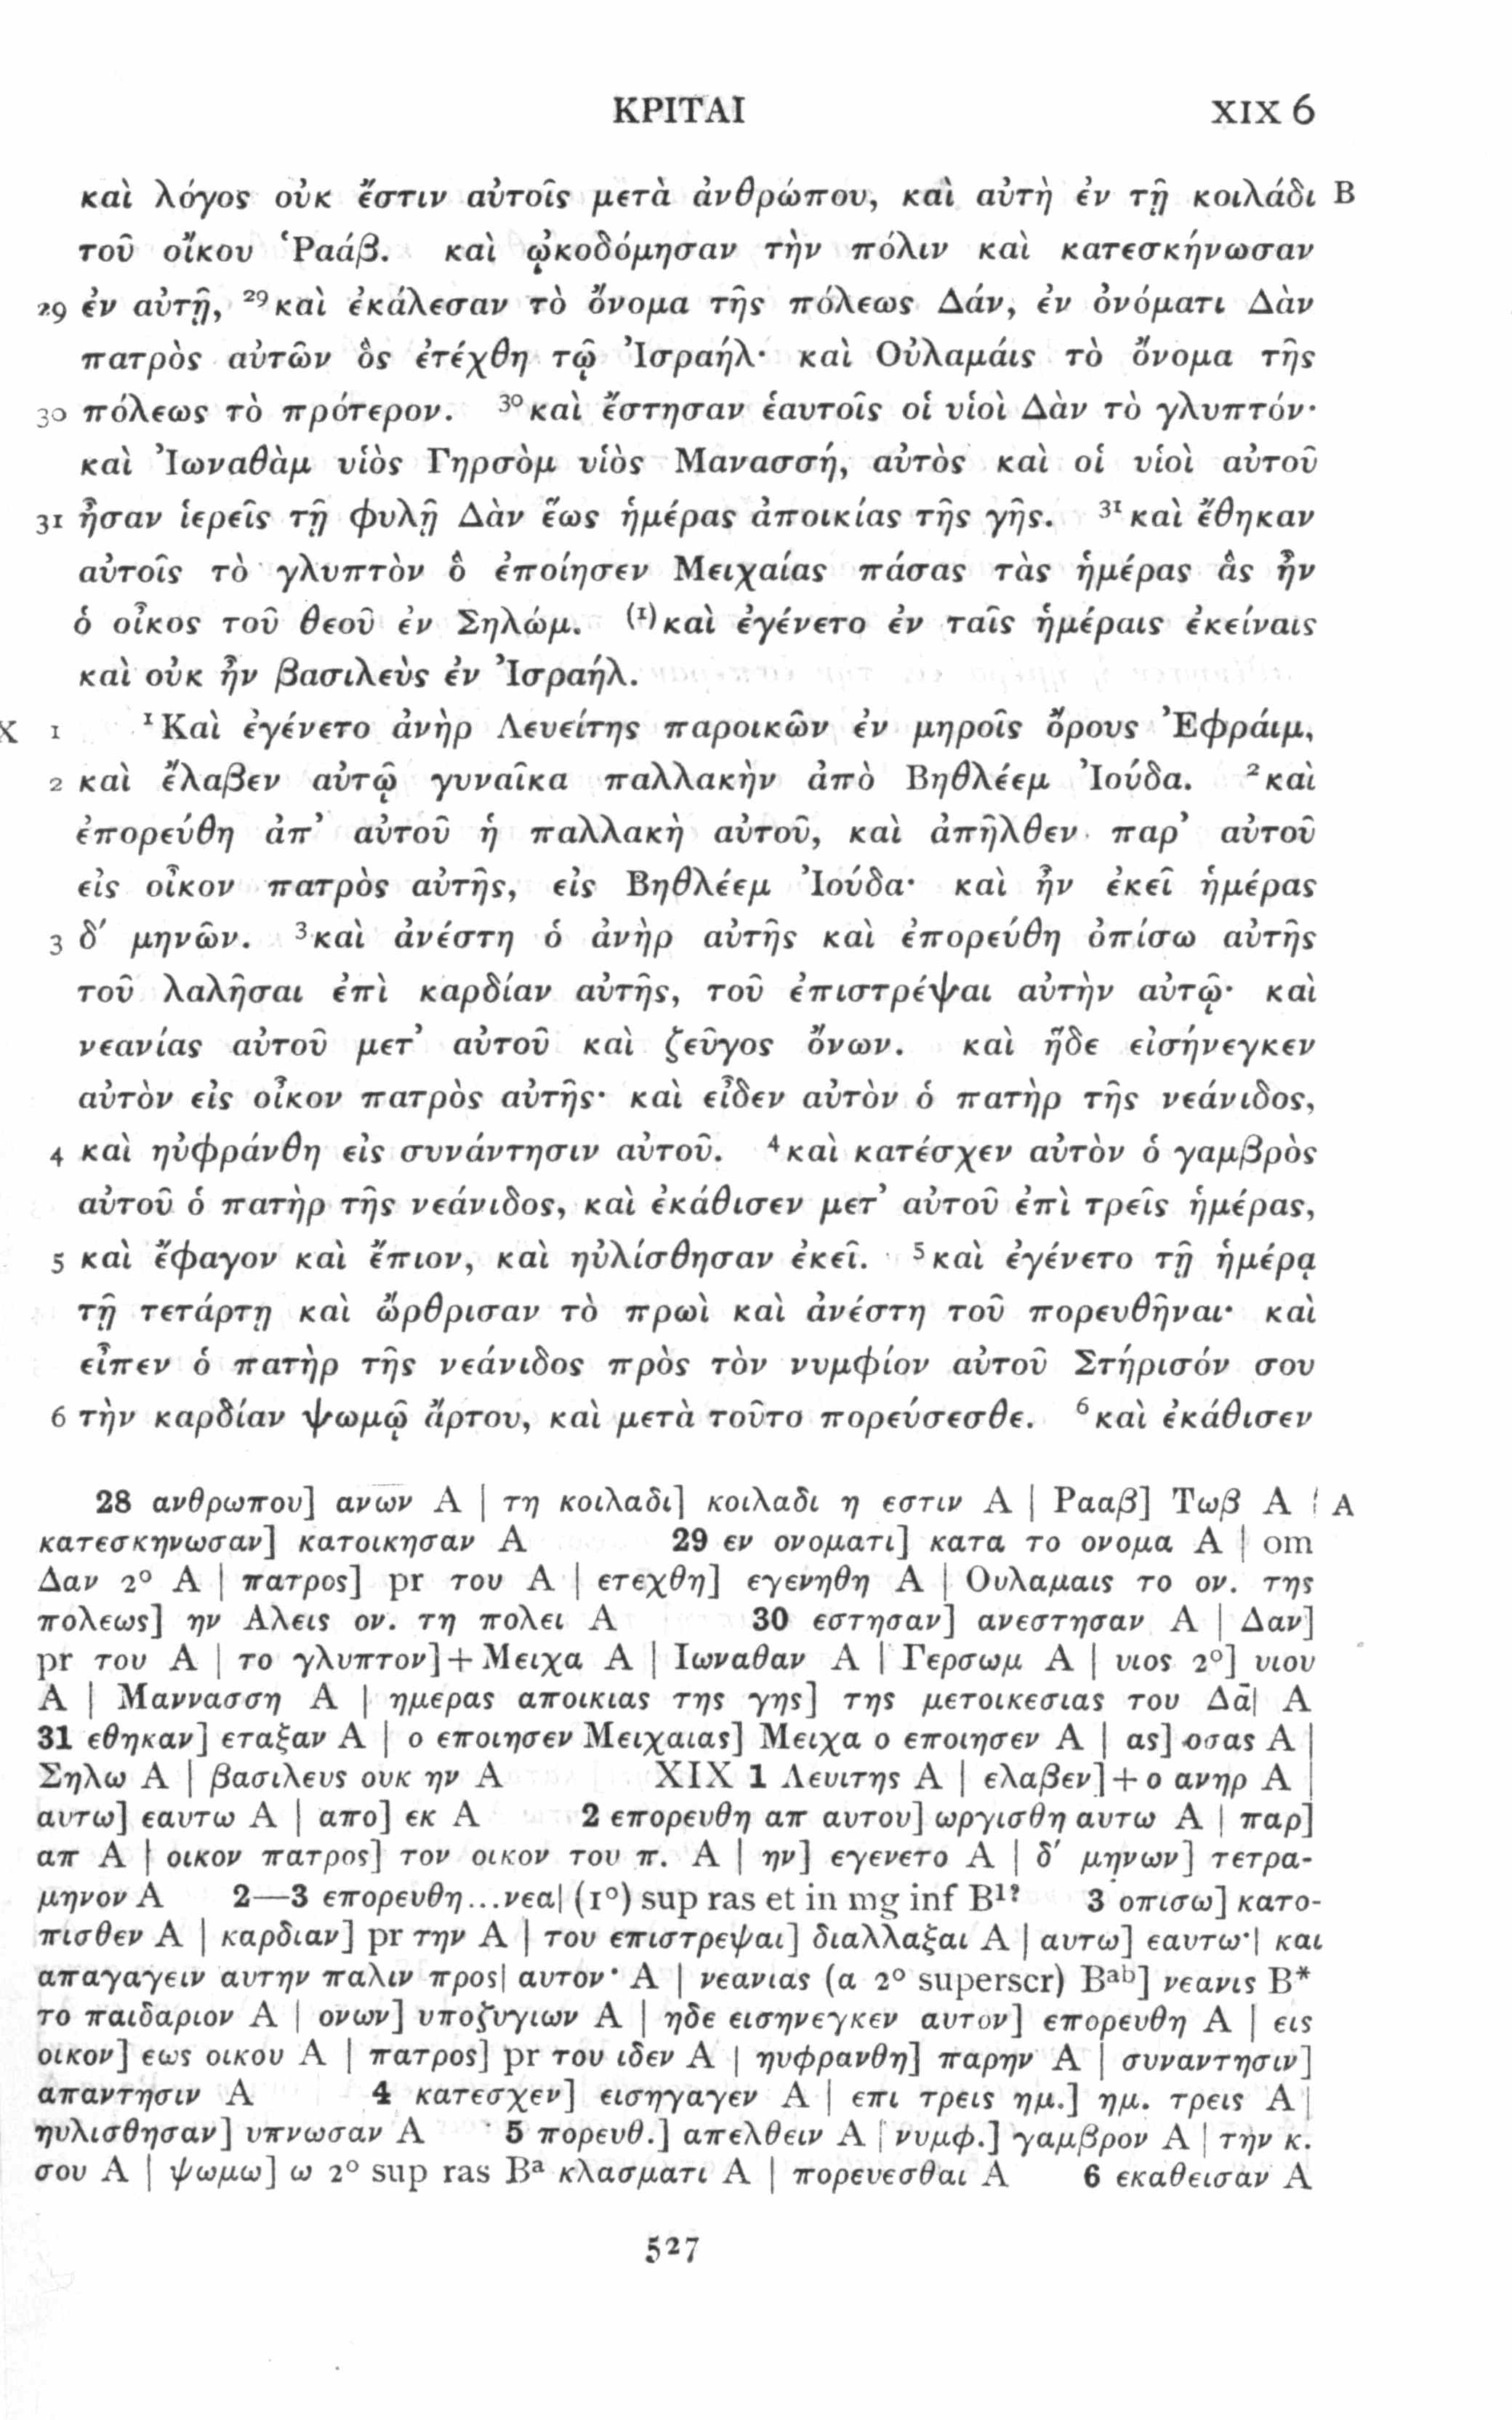 ΚΡΙΤΑΙ XIX 6
καὶ λόγος οὐκ ἔστιν αὐτοῖς μετὰ ἀνθρώπου, καὶ αὐτὴ ἐν τῇ κοιλάδι B
τοῦ οἴκου Ῥαάβ. καὶ ᾠκοδόμησαν τὴν πόλιν καὶ κατεσκήνωσαν
29 ἐν αὐτῇ, ²⁹καὶ ἐκάλεσαν τὸ ὄνομα τῆς πόλεως Δάν, ἐν ὀνόματι Δὰν
πατρὸς αὐτῶν ὃς ἐτέχθη τῷ Ἰσραήλ· καὶ Οὐλαμάις τὸ ὄνομα τῆς
30 πόλεως τὸ πρότερον. ³⁰καὶ ἔστησαν ἑαυτοῖς οἱ υἱοὶ Δὰν τὸ γλυπτόν·
καὶ Ἰωναθὰμ υἱὸς Γηρσὸμ υἱὸς Μανασσή, αὐτὸς καὶ οἱ υἱοὶ αὐτοῦ
31 ἦσαν ἱερεῖς τῇ φυλῇ Δὰν ἕως ἡμέρας ἀποικίας τῆς γῆς. ³¹καὶ ἔθηκαν
αὐτοῖς τὸ γλυπτὸν ὃ ἐποίησεν Μειχαίας πάσας τὰς ἡμέρας ἃς ἦν
ὁ οἶκος τοῦ θεοῦ ἐν Σηλώμ. ⁽¹⁾καὶ ἐγένετο ἐν ταῖς ἡμέραις ἐκείναις
καὶ οὐκ ἦν βασιλεὺς ἐν Ἰσραήλ.
X 1 ¹Καὶ ἐγένετο ἀνὴρ Λευείτης παροικῶν ἐν μηροῖς ὄρους Ἐφράιμ,
2 καὶ ἔλαβεν αὐτῷ γυναῖκα παλλακὴν ἀπὸ Βηθλέεμ Ἰούδα. ²καὶ
ἐπορεύθη ἀπ’ αὐτοῦ ἡ παλλακὴ αὐτοῦ, καὶ ἀπῆλθεν παρ’ αὐτοῦ
εἰς οἶκον πατρὸς αὐτῆς, εἰς Βηθλέεμ Ἰούδα· καὶ ἦν ἐκεῖ ἡμέρας
3 δ´ μηνῶν. ³καὶ ἀνέστη ὁ ἀνὴρ αὐτῆς καὶ ἐπορεύθη ὀπίσω αὐτῆς
τοῦ λαλῆσαι ἐπὶ καρδίαν αὐτῆς, τοῦ ἐπιστρέψαι αὐτὴν αὐτῷ· καὶ
νεανίας αὐτοῦ μετ’ αὐτοῦ καὶ ζεῦγος ὄνων. καὶ ἥδε εἰσήνεγκεν
αὐτὸν εἰς οἶκον πατρὸς αὐτῆς· καὶ εἶδεν αὐτὸν ὁ πατὴρ τῆς νεάνιδος,
4 καὶ ηὐφράνθη εἰς συνάντησιν αὐτοῦ. ⁴καὶ κατέσχεν αὐτὸν ὁ γαμβρὸς
αὐτοῦ ὁ πατὴρ τῆς νεάνιδος, καὶ ἐκάθισεν μετ’ αὐτοῦ ἐπὶ τρεῖς ἡμέρας,
5 καὶ ἔφαγον καὶ ἔπιον, καὶ ηὐλίσθησαν ἐκεῖ. ⁵καὶ ἐγένετο τῇ ἡμέρᾳ
τῇ τετάρτῃ καὶ ὤρθρισαν τὸ πρωὶ καὶ ἀνέστη τοῦ πορευθῆναι· καὶ
εἶπεν ὁ πατὴρ τῆς νεάνιδος πρὸς τὸν νυμφίον αὐτοῦ Στήρισόν σου
6 τὴν καρδίαν ψωμῷ ἄρτου, καὶ μετὰ τοῦτο πορεύσεσθε. ⁶καὶ ἐκάθισεν
28 ανθρωπου] ανων A | τη κοιλαδι] κοιλαδι η εστιν A | Ρααβ] Τωβ A | A
κατεσκηνωσαν] κατοικησαν A 29 εν ονοματι] κατα το ονομα A | om
Δαν 2° A | πατρος] pr του A | ετεχθη] εγενηθη A | Ουλαμαις το ον. της
πολεως] ην Αλεις ον. τη πολει A 30 εστησαν] ανεστησαν A | Δαν]
pr του A | το γλυπτον]+Μειχα A | Ιωναθαν A | Γερσωμ A | υιος 2°] υιου
A | Μαννασση A | ημερας αποικιας της γης] της μετοικεσιας του Δα̅| A
31 εθηκαν] εταξαν A | ο εποιησεν Μειχαιας] Μειχα ο εποιησεν A | ας] οσας A |
Σηλω A | βασιλευς ουκ ην A XIX 1 Λευιτης A | ελαβεν]+ο ανηρ A |
αυτω] εαυτω A | απο] εκ A 2 επορευθη απ αυτου] ωργισθη αυτω A | παρ]
απ A | οικον πατρος] τον οικον του π. A | ην] εγενετο A | δ´ μηνων] τετρα-
μηνον A 2—3 επορευθη...νεα| (1°) sup ras et in mg inf B¹ˀ 3 οπισω] κατο-
πισθεν A | καρδιαν] pr την A | του επιστρεψαι] διαλλαξαι A | αυτω] εαυτω·| και
απαγαγειν αυτην παλιν προς| αυτον· A | νεανιας (α 2° superscr) Bᵃᵇ] νεανις B*
το παιδαριον A | ονων] υποζυγιων A | ηδε εισηνεγκεν αυτον] επορευθη A | εις
οικον] εως οικου A | πατρος] pr του ιδεν A | ηυφρανθη] παρην A | συναντησιν]
απαντησιν A 4 κατεσχεν] εισηγαγεν A | επι τρεις ημ.] ημ. τρεις A |
ηυλισθησαν] υπνωσαν A 5 πορευθ.] απελθειν A | νυμφ.] γαμβρον A | την κ.
σου A | ψωμω] ω 2° sup ras Bᵃ κλασματι A | πορευεσθαι A 6 εκαθεισαν A
527